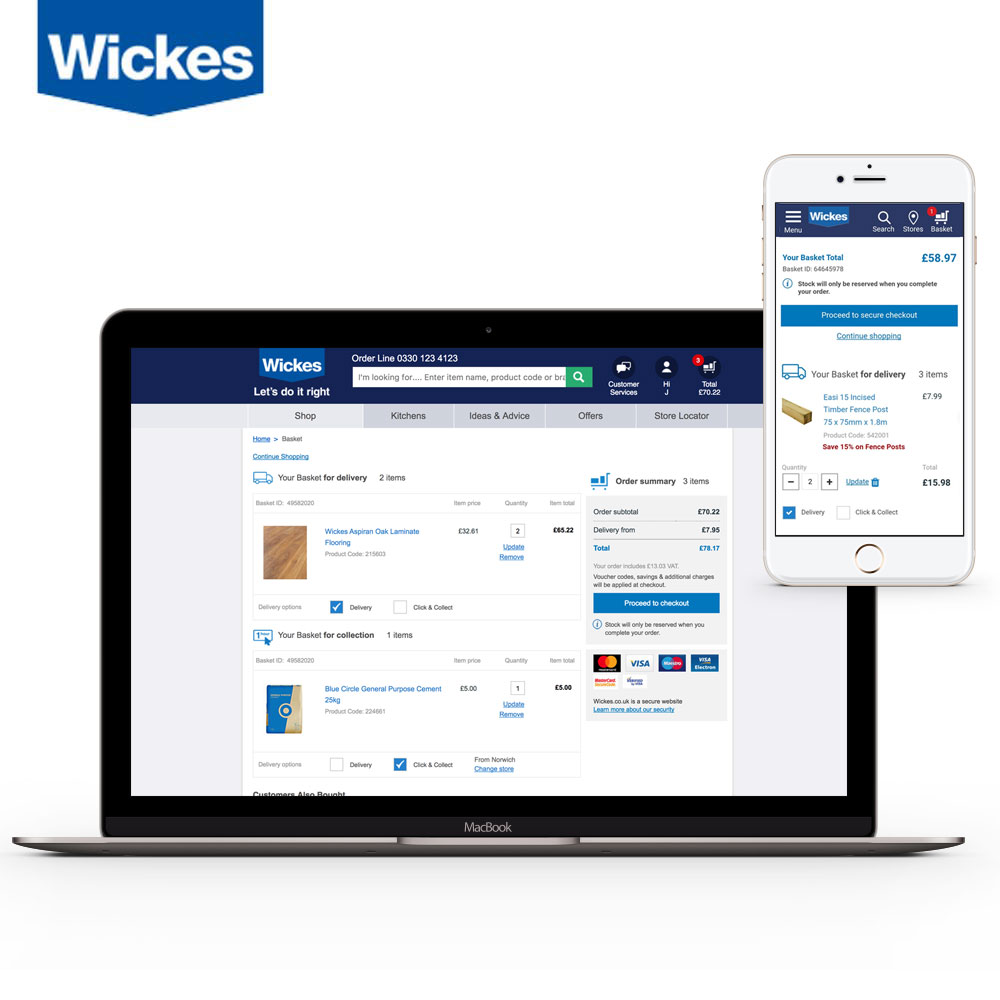 Wickes
Menu
Wickes
Search
Stores
1
Basket
Your Basket Total £58.97
Basket ID: 64645978
i Stock will only be reserved when you complete
your order.
Proceed to secure checkout
Continue shopping
Your Basket for delivery 3 items
Easi 15 Incised £7.99
Timber Fence Post
75 x 75mm x 1.8m
Product Code: 542001
Save 15% on Fence Posts
Quantity Total
− 2 + Update £15.98
Delivery Click & Collect
Wickes
Let's do it right
Order Line 0330 123 4123
I'm looking for.... Enter item name, product code or bra
Customer
Services
Hi
J
3
Total
£70.22
Shop Kitchens Ideas & Advice Offers Store Locator
Home > Basket
Continue Shopping
Your Basket for delivery 2 items
Basket ID: 49582020 Item price Quantity Item total
Wickes Aspiran Oak Laminate £32.61 2 £65.22
Flooring
Product Code: 215603
Update
Remove
Delivery options Delivery Click & Collect
Your Basket for collection 1 items
Basket ID: 49582020 Item price Quantity Item total
Blue Circle General Purpose Cement £5.00 1 £5.00
25kg
Product Code: 224661
Update
Remove
Delivery options Delivery Click & Collect
From Norwich
Change store
Customers Also Bought
Order summary 3 items
Order subtotal £70.22
Delivery from £7.95
Total £78.17
Your order includes £13.03 VAT.
Voucher codes, savings & additional charges
will be applied at checkout.
Proceed to checkout
i Stock will only be reserved when you
complete your order.
MasterCard
VISA
Maestro
VISA
Electron
MasterCard
SecureCode
Verified
by VISA
Wickes.co.uk is a secure website
Learn more about our security
MacBook